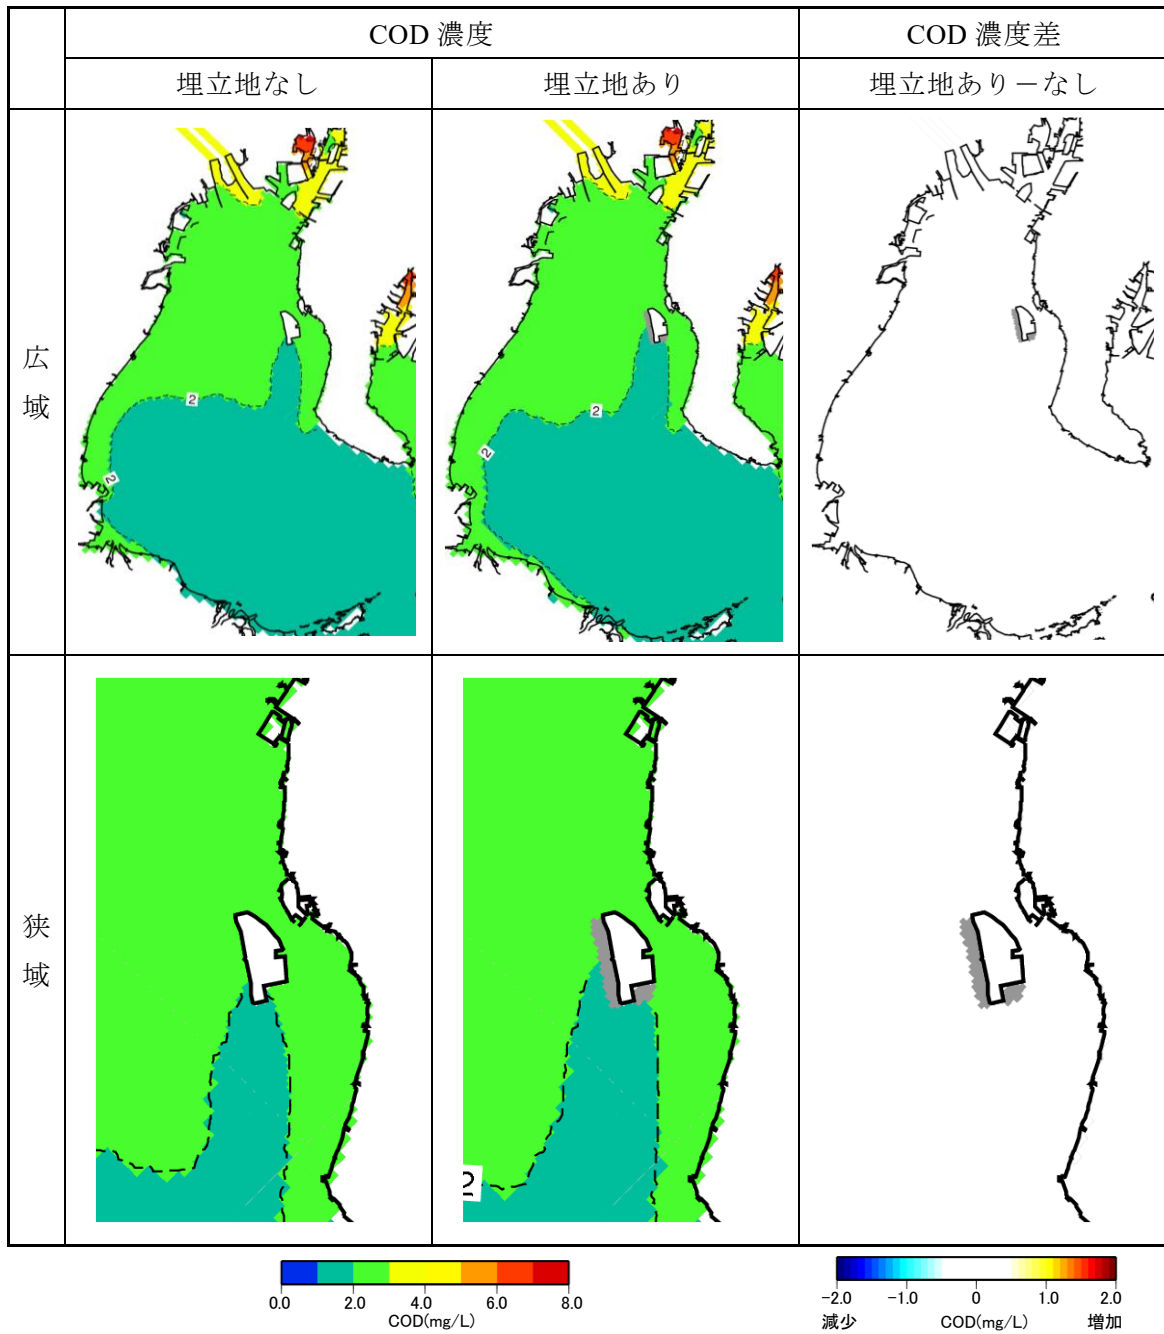 COD 濃度
COD 濃度差
埋立地なし
埋立地あり
埋立地あり－なし
広域
2
2
2
2
狭域
2
0.0 2.0 4.0 6.0 8.0
COD(mg/L)
-2.0 -1.0 0 1.0 2.0
減少 COD(mg/L) 増加